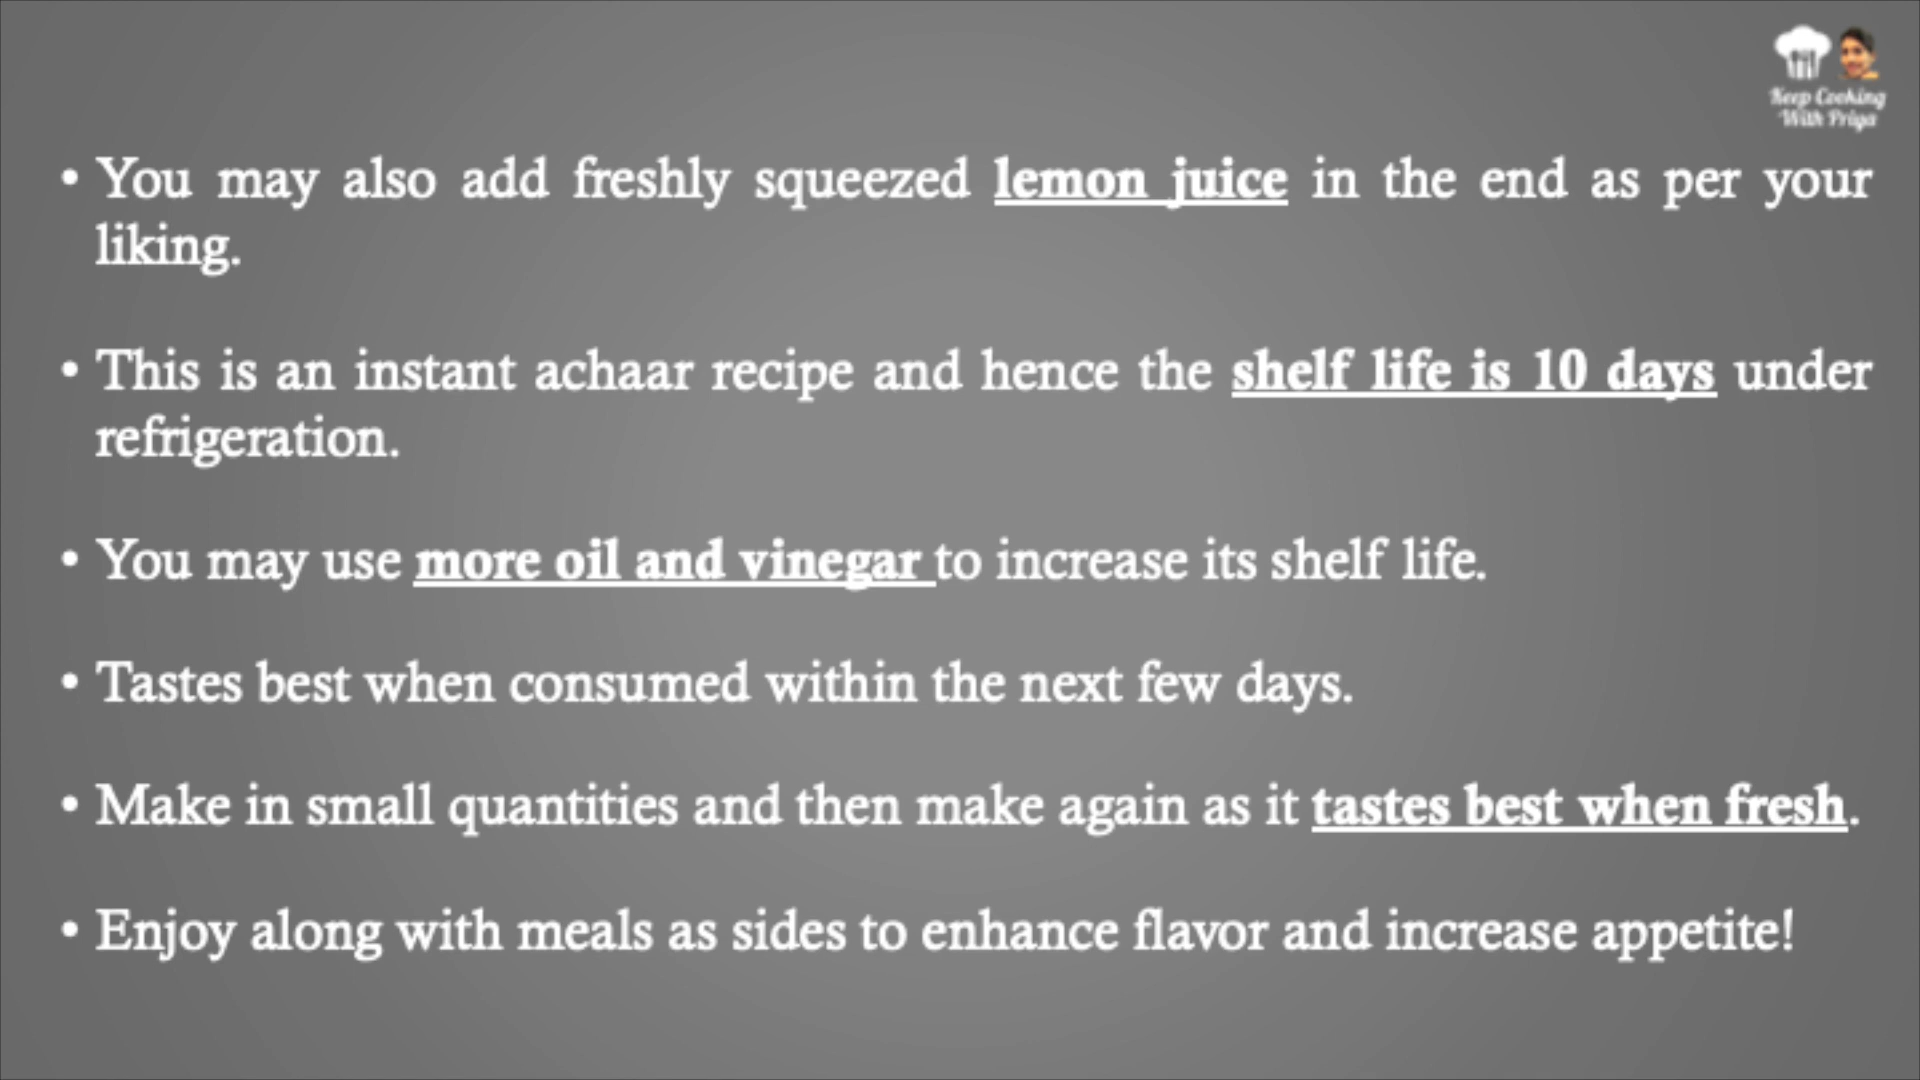 Keep Cooking
With Priya
• You may also add freshly squeezed lemon juice in the end as per your
liking.
• This is an instant achaar recipe and hence the shelf life is 10 days under
refrigeration.
• You may use more oil and vinegar to increase its shelf life.
• Tastes best when consumed within the next few days.
• Make in small quantities and then make again as it tastes best when fresh.
• Enjoy along with meals as sides to enhance flavor and increase appetite!